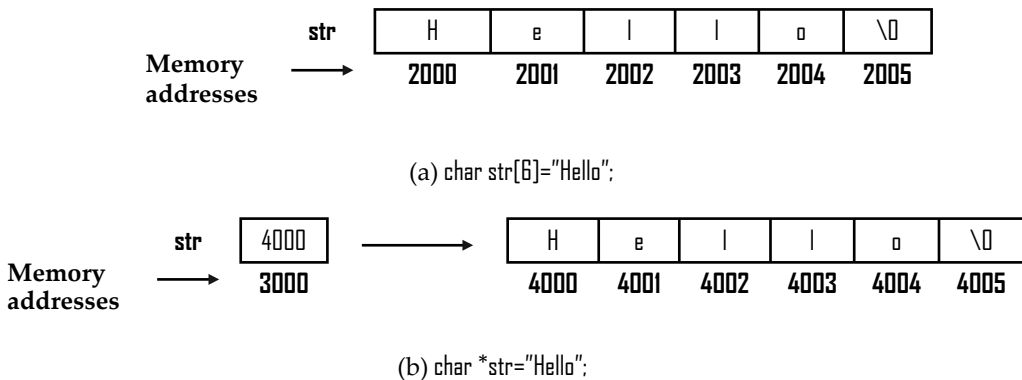 str H e l l o \0
Memory addresses 2000 2001 2002 2003 2004 2005
(a) char str[6]="Hello";
str 4000 H e l l o \0
Memory addresses 3000 4000 4001 4002 4003 4004 4005
(b) char *str="Hello";